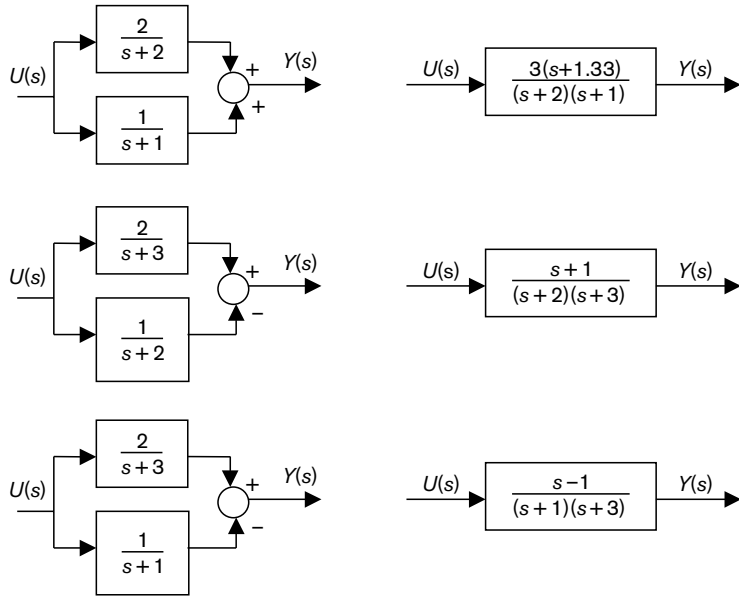 2
U(s)
s+2
+
Y(s)
+
1
s+1
U(s)
3(s+1.33)
(s+2)(s+1)
Y(s)
2
U(s)
s+3
+
Y(s)
−
1
s+2
U(s)
s+1
(s+2)(s+3)
Y(s)
2
U(s)
s+3
+
Y(s)
−
1
s+1
U(s)
s−1
(s+1)(s+3)
Y(s)